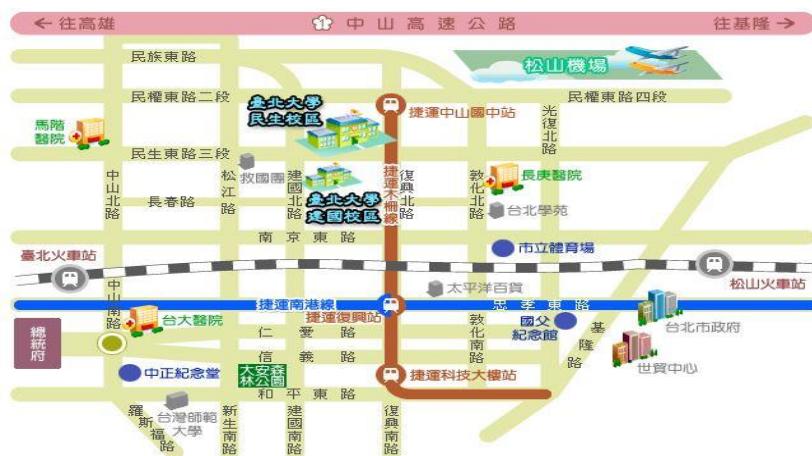 ←往高雄
1 中山高速公路
往基隆→
民族東路
松山機場
民權東路二段
臺北大學
民生校區
捷運中山國中站
民權東路四段
馬階
醫院
光復北路
民生東路三段
救國團
捷運木柵線
長庚醫院
中山北路
松江路
建國北路
復興北路
敦化北路
長春路
臺北大學
建國校區
台北學苑
南京東路
市立體育場
臺北火車站
太平洋百貨
松山火車站
中山南路
捷運南港線
忠孝東路
捷運復興站
總統府
台大醫院
仁愛路
敦化南路
國父
紀念館
基隆路
台北市政府
信義路
世貿中心
中正紀念堂
大安森
林公園
捷運科技大樓站
和平東路
羅斯福路
台灣師範
大學
新生南路
建國南路
復興南路